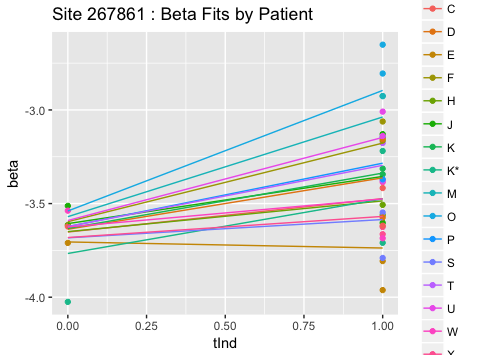 Site 267861 : Beta Fits by Patient
beta
-3.0
-3.5
-4.0
0.00 0.25 0.50 0.75 1.00
tInd
C
D
E
F
H
J
K
K*
M
O
P
S
T
U
W